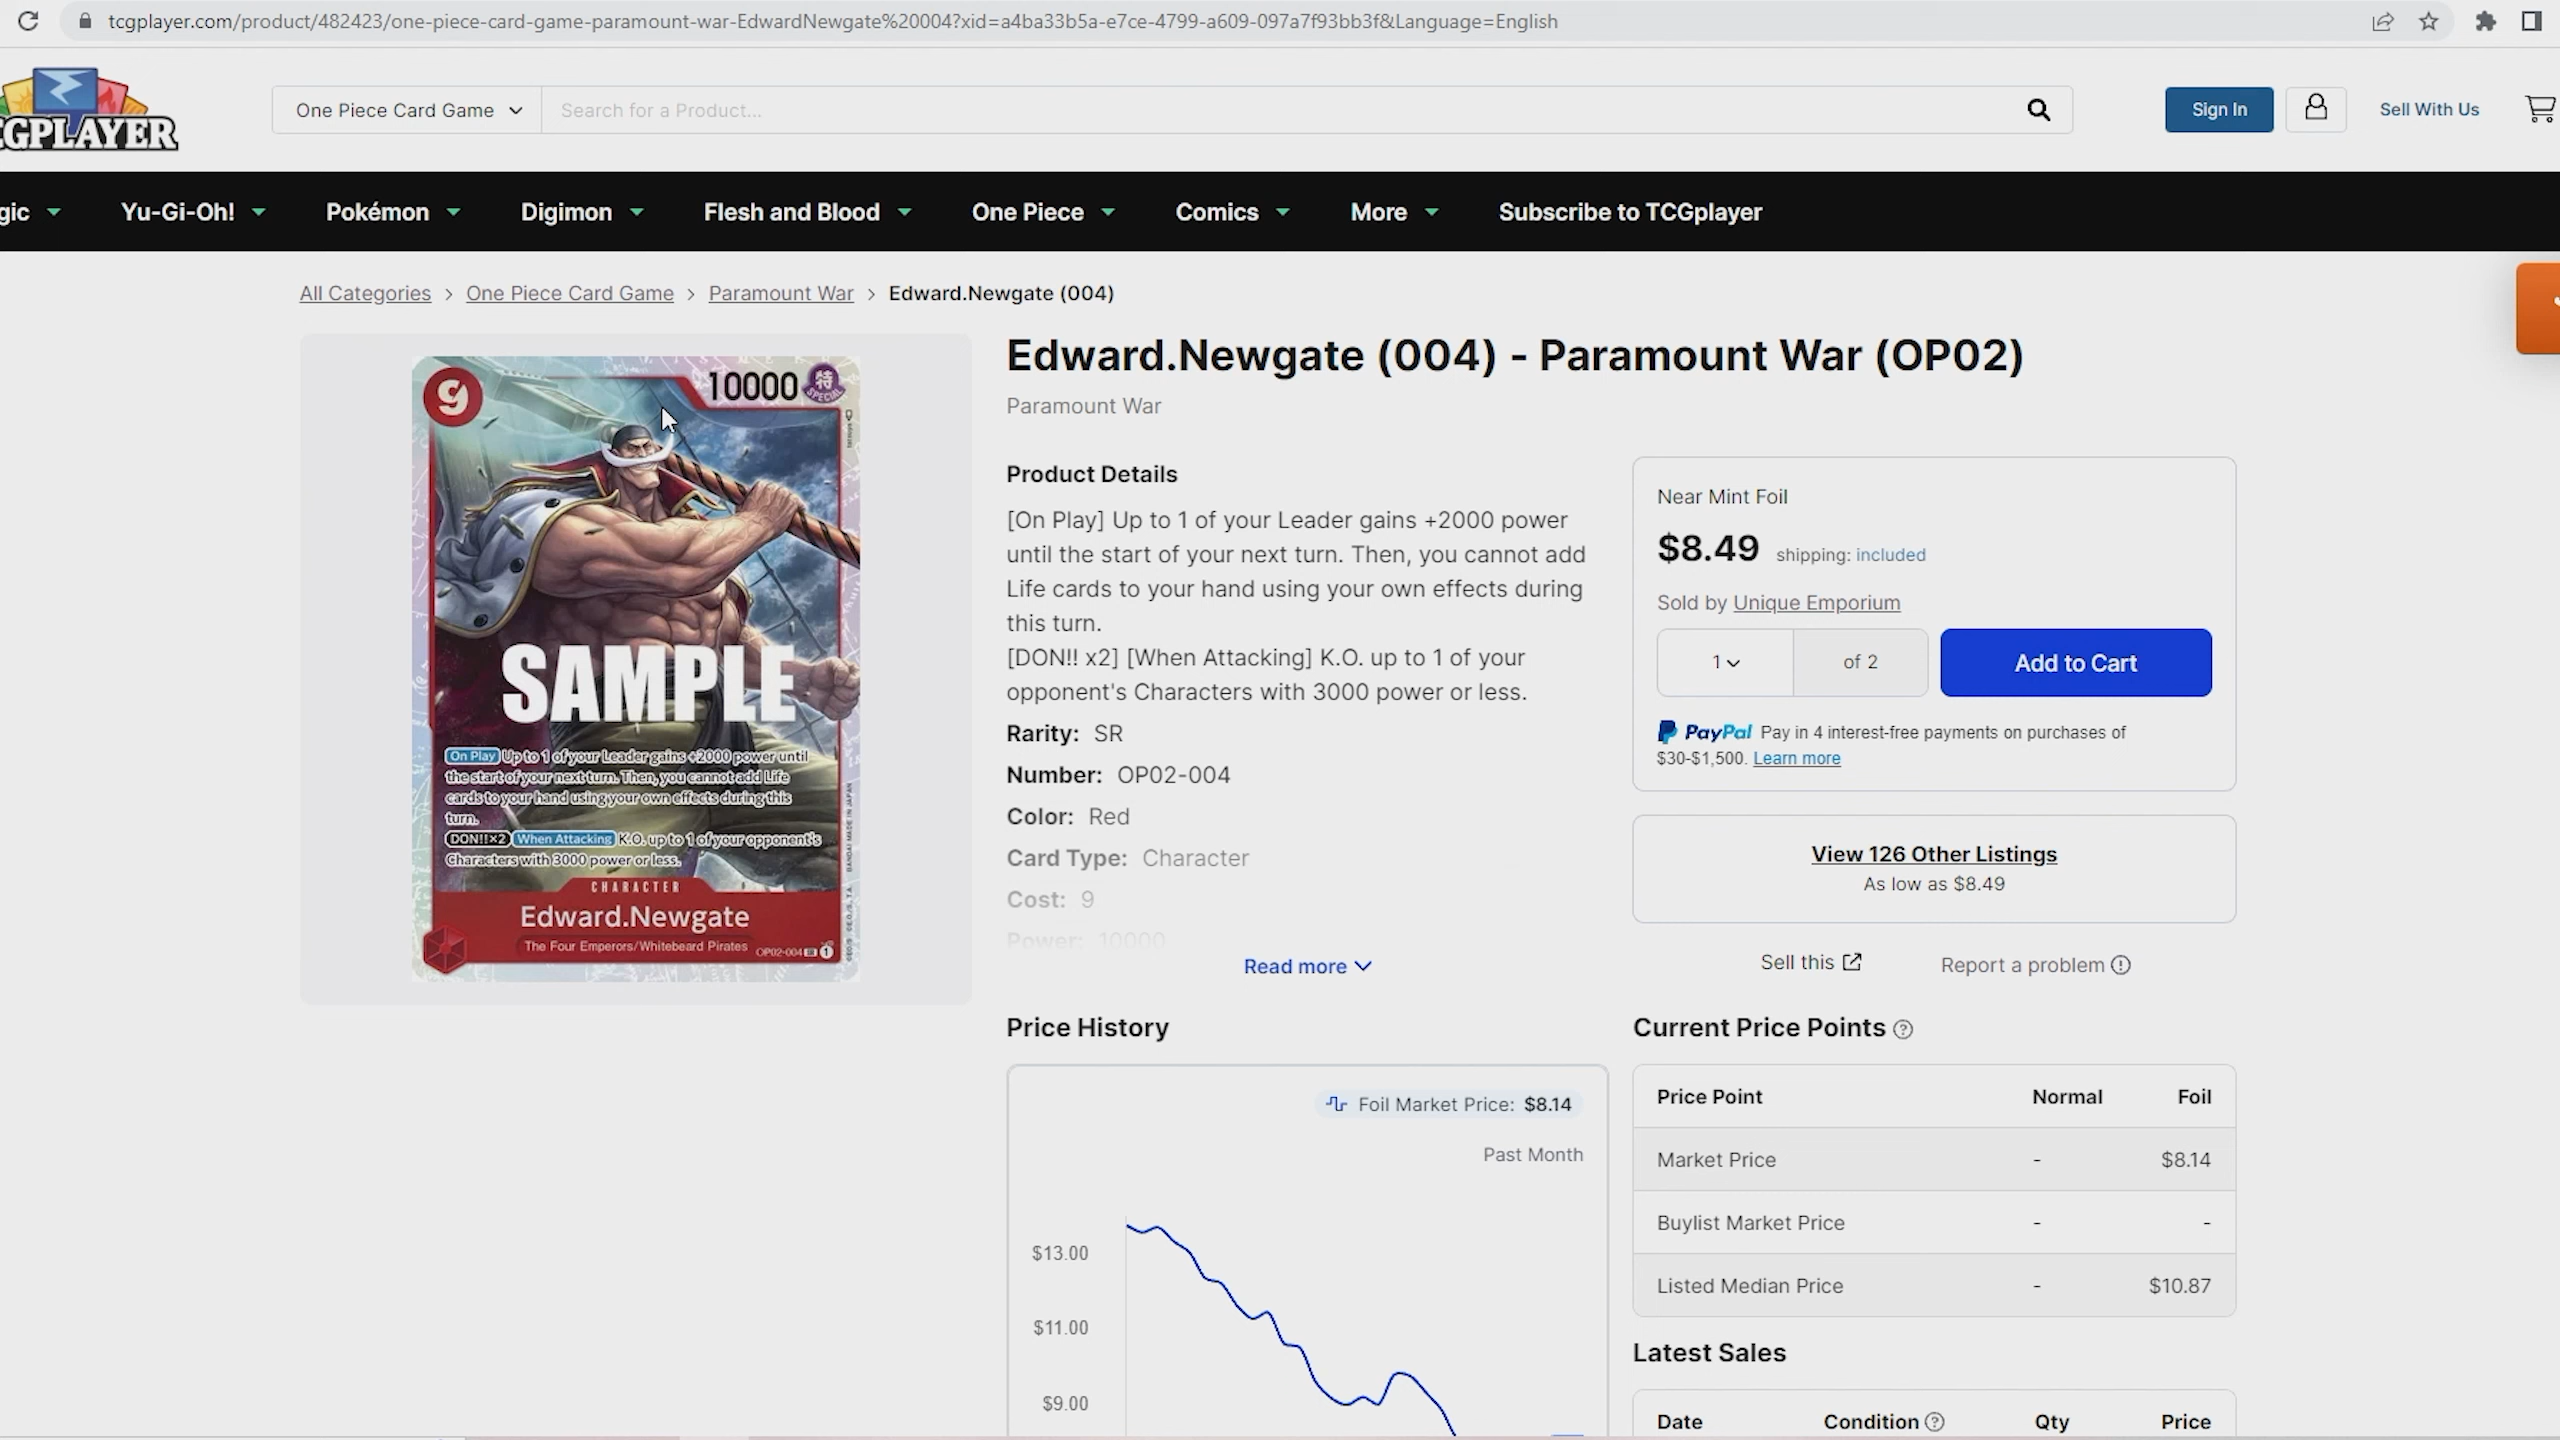 tcgplayer.com/product/482423/one-piece-card-game-paramount-war-EdwardNewgate%20004?xid=a4ba33b5a-e7ce-4799-a609-097a7f93bb3f&Language=English
CGPLAYER
One Piece Card Game
Search for a Product...
Sign In
Sell With Us
gic
Yu-Gi-Oh!
Pokémon
Digimon
Flesh and Blood
One Piece
Comics
More
Subscribe to TCGplayer
All Categories > One Piece Card Game > Paramount War > Edward.Newgate (004)
9
10000
特
SPECIAL
SAMPLE
On Play Up to 1 of your Leader gains +2000 power until
the start of your next turn. Then, you cannot add Life
cards to your hand using your own effects during this
turn.
DON!!×2 When Attacking K.O. up to 1 of your opponent's
Characters with 3000 power or less.
CHARACTER
Edward.Newgate
The Four Emperors/Whitebeard Pirates
OP02-004 SR 1
BANDAI MADE IN JAPAN
Edward.Newgate (004) - Paramount War (OP02)
Paramount War
Product Details
[On Play] Up to 1 of your Leader gains +2000 power
until the start of your next turn. Then, you cannot add
Life cards to your hand using your own effects during
this turn.
[DON!! x2] [When Attacking] K.O. up to 1 of your
opponent's Characters with 3000 power or less.
Rarity: SR
Number: OP02-004
Color: Red
Card Type: Character
Cost: 9
Power: 10000
Read more
Near Mint Foil
$8.49 shipping: included
Sold by Unique Emporium
1
of 2
Add to Cart
PayPal Pay in 4 interest-free payments on purchases of
$30-$1,500. Learn more
View 126 Other Listings
As low as $8.49
Sell this
Report a problem
Price History
Foil Market Price: $8.14
Past Month
$13.00
$11.00
$9.00
Current Price Points
Price Point Normal Foil
Market Price - $8.14
Buylist Market Price - -
Listed Median Price - $10.87
Latest Sales
Date Condition Qty Price